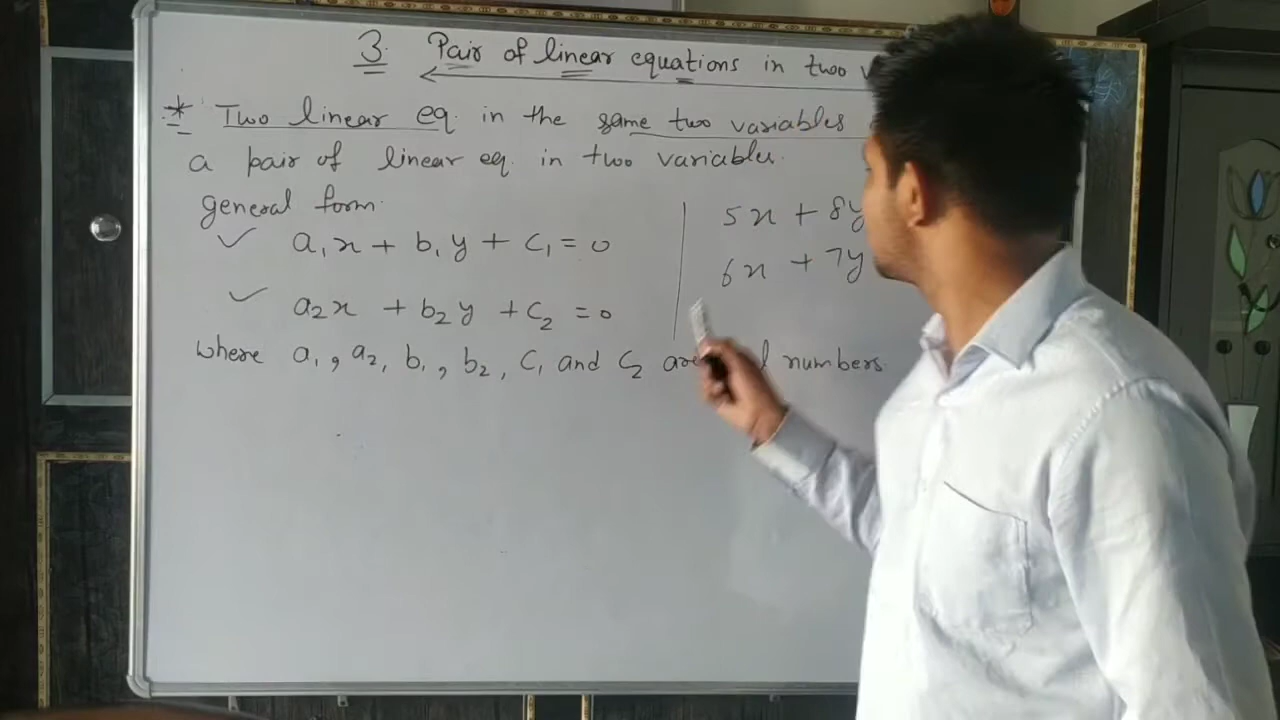 3. Pair of linear equations in two
* Two linear eq. in the same two variables
a pair of linear eq. in two variables.
general form.
✓ a₁x + b₁y + c₁ = 0
✓ a₂x + b₂y + c₂ = 0
where a₁, a₂, b₁, b₂, c₁ and c₂ numbers.
5x + 8y
6x + 7y